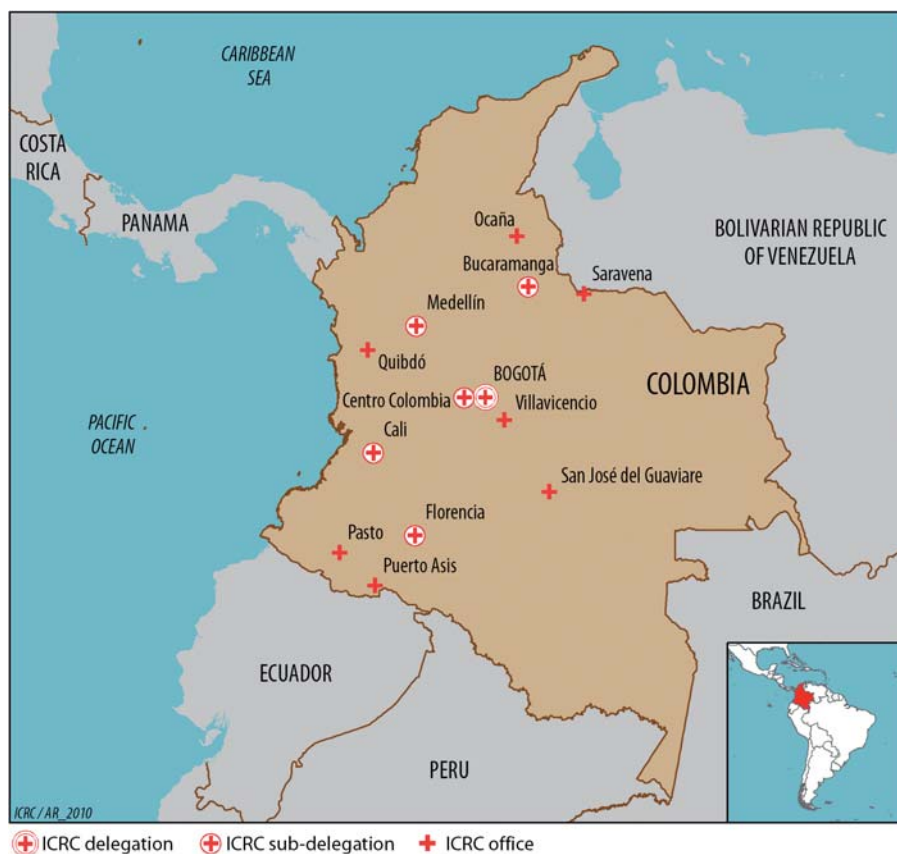 CARIBBEAN
SEA
COSTA
RICA
PANAMA
Ocaña
BOLIVARIAN REPUBLIC
OF VENEZUELA
Bucaramanga
Saravena
Medellín
Quibdó
BOGOTÁ
COLOMBIA
Centro Colombia
Villavicencio
PACIFIC
OCEAN
Cali
San José del Guaviare
Florencia
Pasto
Puerto Asis
BRAZIL
ECUADOR
PERU
ICRC / AR_2010
ICRC delegation ICRC sub-delegation ICRC office